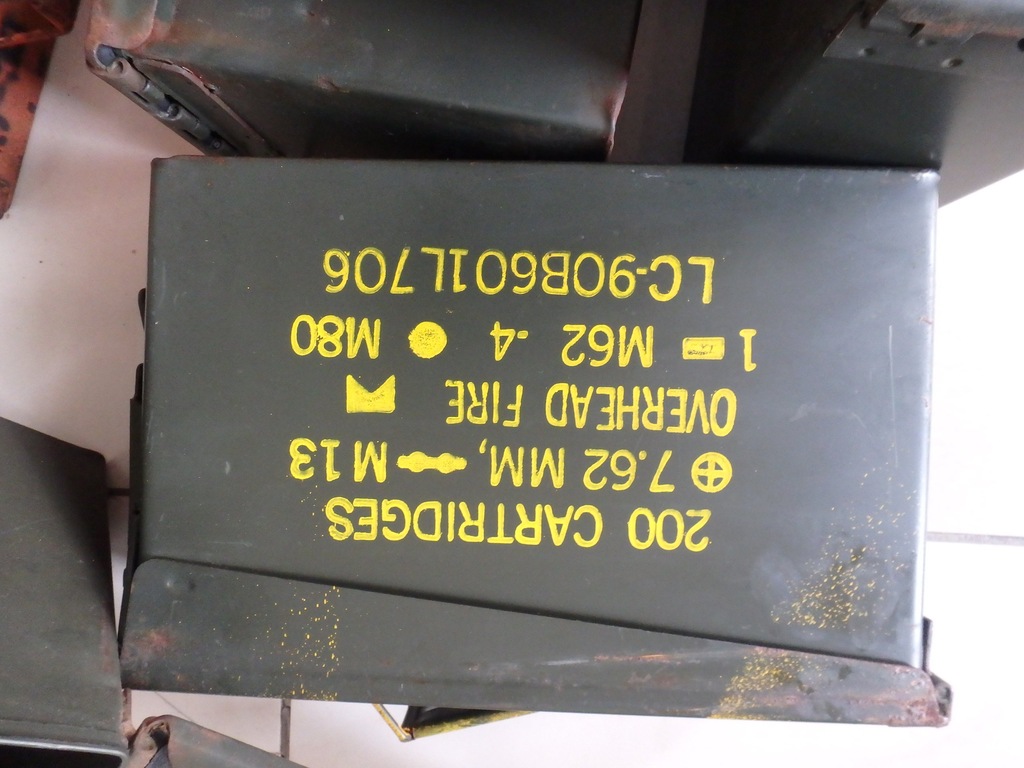 200 CARTRIDGES
7.62 MM, M13
OVERHEAD FIRE
1 M62 -4 M80
LC-90B601L706